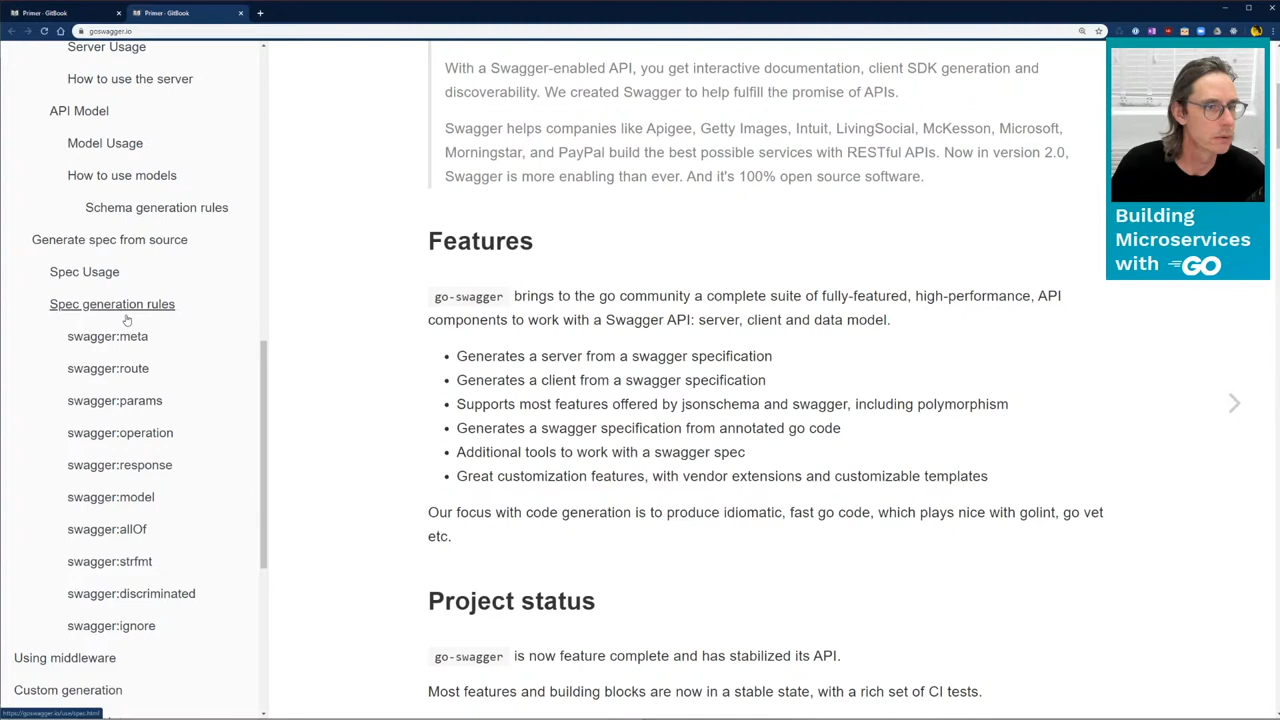 Primer - GitBook
Primer - GitBook
goswagger.io
Server Usage
How to use the server
API Model
Model Usage
How to use models
Schema generation rules
Generate spec from source
Spec Usage
Spec generation rules
swagger:meta
swagger:route
swagger:params
swagger:operation
swagger:response
swagger:model
swagger:allOf
swagger:strfmt
swagger:discriminated
swagger:ignore
Using middleware
Custom generation
https://goswagger.io/use/spec.html
With a Swagger-enabled API, you get interactive documentation, client SDK generation and
discoverability. We created Swagger to help fulfill the promise of APIs.
Swagger helps companies like Apigee, Getty Images, Intuit, LivingSocial, McKesson, Microsoft,
Morningstar, and PayPal build the best possible services with RESTful APIs. Now in version 2.0,
Swagger is more enabling than ever. And it's 100% open source software.
Features
go-swagger brings to the go community a complete suite of fully-featured, high-performance, API
components to work with a Swagger API: server, client and data model.
• Generates a server from a swagger specification
• Generates a client from a swagger specification
• Supports most features offered by jsonschema and swagger, including polymorphism
• Generates a swagger specification from annotated go code
• Additional tools to work with a swagger spec
• Great customization features, with vendor extensions and customizable templates
Our focus with code generation is to produce idiomatic, fast go code, which plays nice with golint, go vet
etc.
Project status
go-swagger is now feature complete and has stabilized its API.
Most features and building blocks are now in a stable state, with a rich set of CI tests.
Building
Microservices
with GO